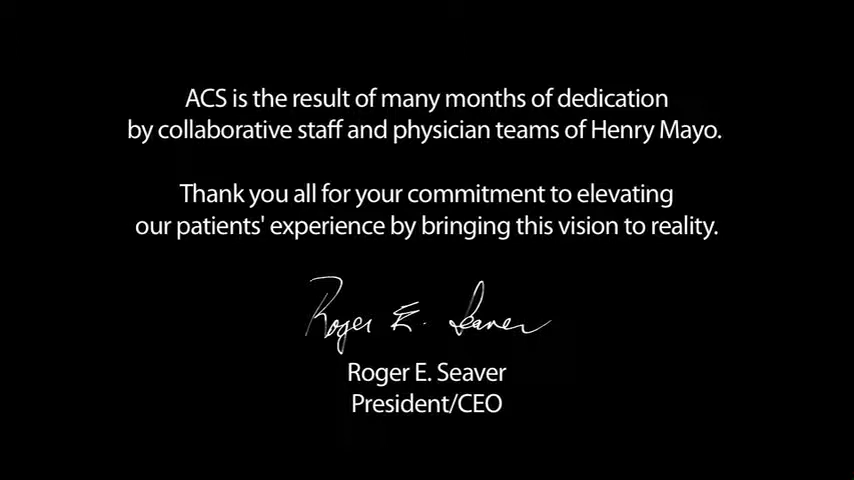 ACS is the result of many months of dedication
by collaborative staff and physician teams of Henry Mayo.
Thank you all for your commitment to elevating
our patients' experience by bringing this vision to reality.
Roger E. Seaver
Roger E. Seaver
President/CEO